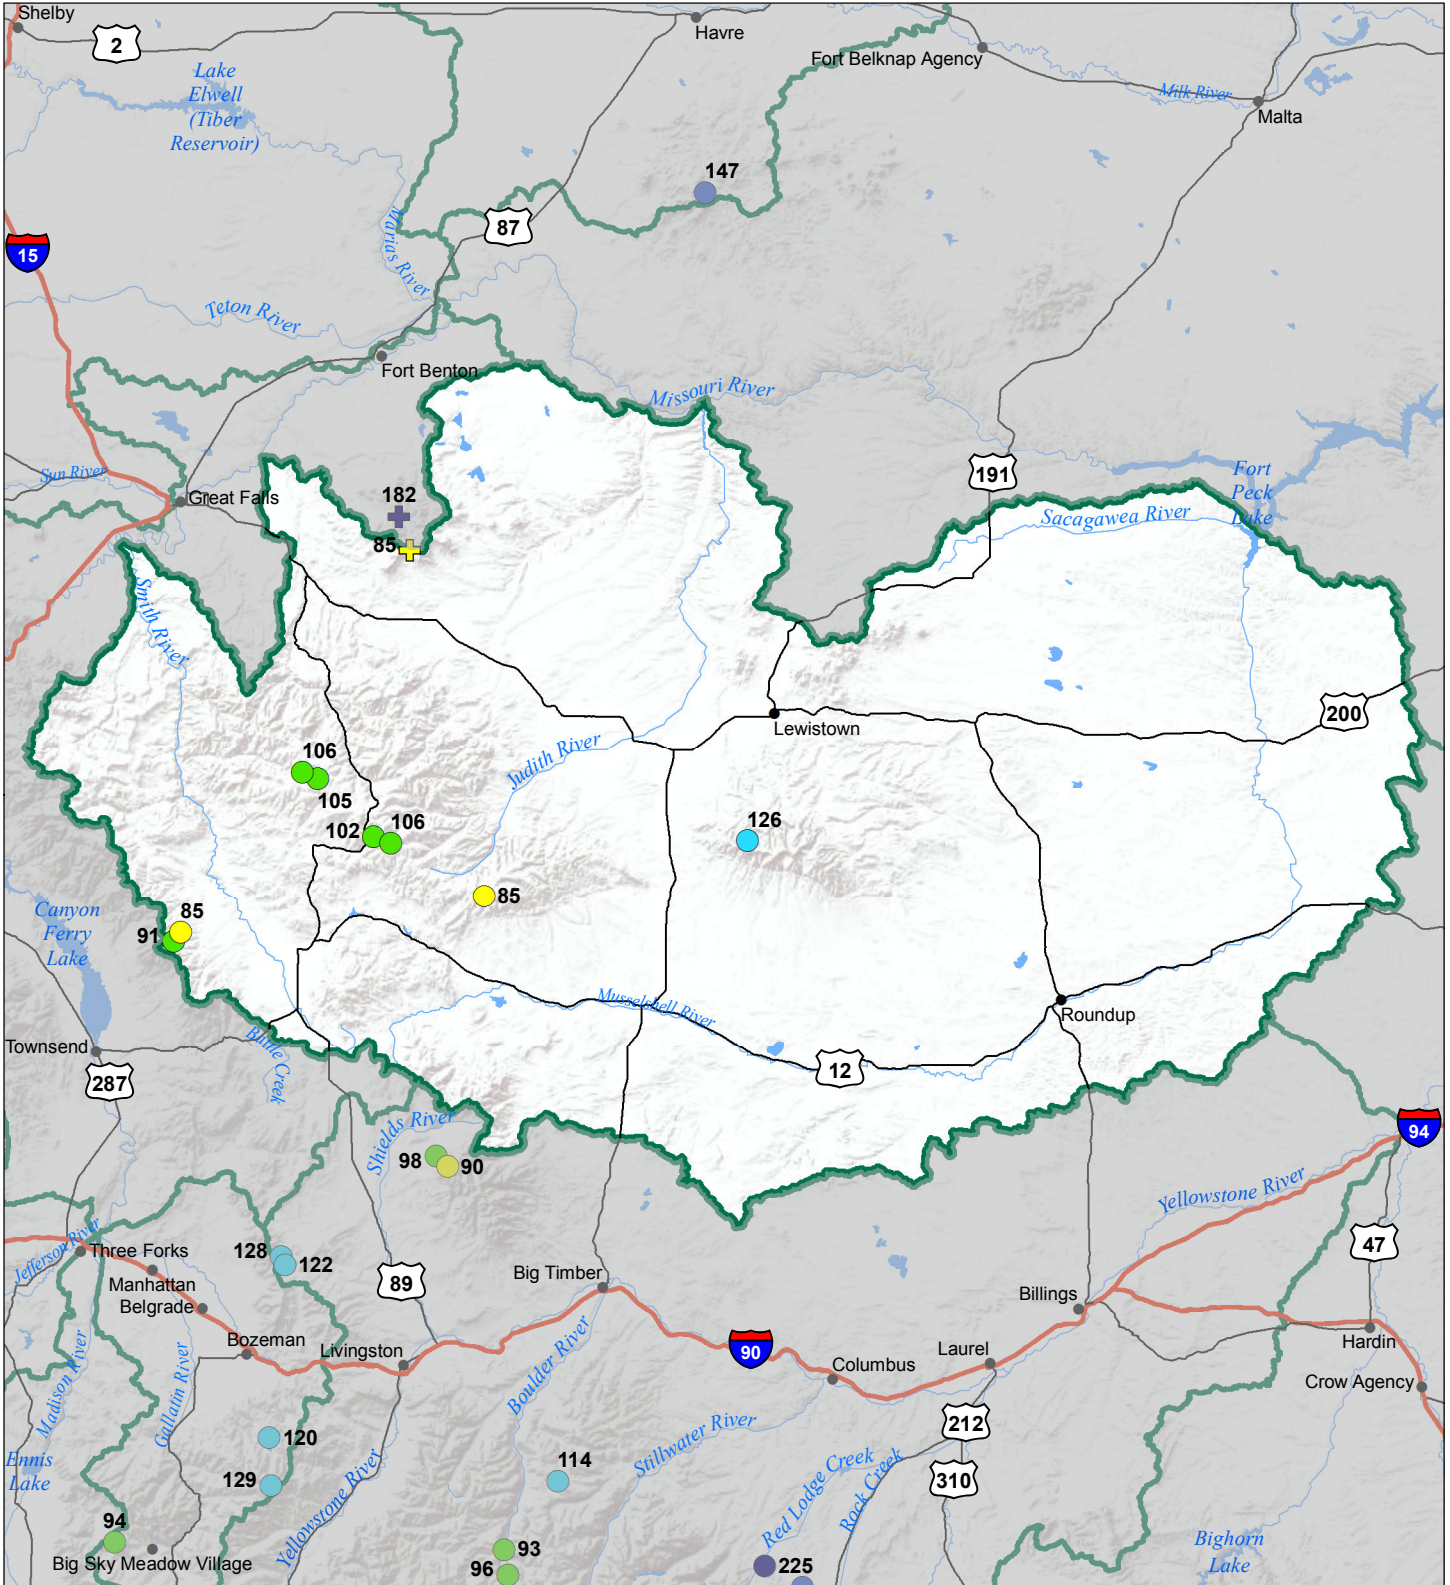 Shelby
2
Havre
Fort Belknap Agency
Lake
Elwell
(Tiber
Reservoir)
Milk River
Malta
147
87
15
Marias River
Teton River
Fort Benton
Missouri River
Sun River
Great Falls
182
85
191
Fort
Peck
Lake
Sacagawea River
Smith River
Lewistown
200
Judith River
106
105
102
106
126
85
Canyon
Ferry
Lake
85
91
Musselshell River
Roundup
Townsend
Battle Creek
287
12
Shields River
98
90
94
Yellowstone River
Jefferson River
Three Forks
128
122
47
Manhattan
Belgrade
89
Big Timber
Billings
Bozeman
Livingston
90
Laurel
Hardin
Columbus
Crow Agency
Madison River
Gallatin River
Boulder River
212
Stillwater River
120
Ennis
Lake
129
114
Yellowstone River
Red Lodge Creek
Rock Creek
310
94
Big Sky Meadow Village
93
96
225
Bighorn
Lake